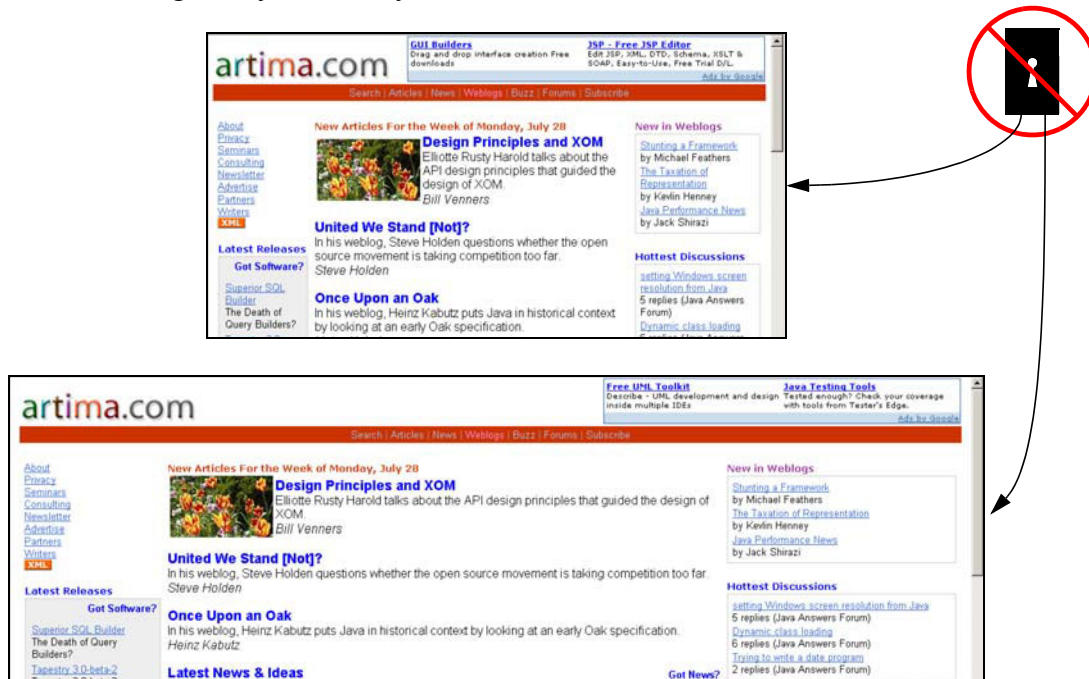 artima.com
GUI Builders
Drag and drop interface creation Free
downloads
JSP - Free JSP Editor
Edit JSP, XML, DTD, Schema, XSLT &
SOAP, Easy-to-Use, Free Trial D/L.
Ads by Google
Search | Articles | News | Weblogs | Buzz | Forums | Subscribe
About
Privacy
Seminars
Consulting
Newsletter
Advertise
Partners
Writers
XML
Latest Releases
Got Software?
Superior SQL
Builder
The Death of
Query Builders?
New Articles For the Week of Monday, July 28
Design Principles and XOM
Elliotte Rusty Harold talks about the
API design principles that guided the
design of XOM.
Bill Venners
United We Stand [Not]?
In his weblog, Steve Holden questions whether the open
source movement is taking competition too far.
Steve Holden
Once Upon an Oak
In his weblog, Heinz Kabutz puts Java in historical context
by looking at an early Oak specification.
New in Weblogs
Stunting a Framework
by Michael Feathers
The Taxation of
Representation
by Kevlin Henney
Java Performance News
by Jack Shirazi
Hottest Discussions
setting Windows screen
resolution from Java
5 replies (Java Answers
Forum)
Dynamic class loading
artima.com
Free UML Toolkit
Describe - UML development and design
inside multiple IDEs
Java Testing Tools
Tested enough? Check your coverage
with tools from Tester's Edge.
Ads by Google
Search | Articles | News | Weblogs | Buzz | Forums | Subscribe
About
Privacy
Seminars
Consulting
Newsletter
Advertise
Partners
Writers
XML
Latest Releases
Got Software?
Superior SQL Builder
The Death of Query
Builders?
Tapestry 3.0-beta-2
New Articles For the Week of Monday, July 28
Design Principles and XOM
Elliotte Rusty Harold talks about the API design principles that guided the design of
XOM.
Bill Venners
United We Stand [Not]?
In his weblog, Steve Holden questions whether the open source movement is taking competition too far.
Steve Holden
Once Upon an Oak
In his weblog, Heinz Kabutz puts Java in historical context by looking at an early Oak specification.
Heinz Kabutz
Latest News & Ideas
Got News?
New in Weblogs
Stunting a Framework
by Michael Feathers
The Taxation of Representation
by Kevlin Henney
Java Performance News
by Jack Shirazi
Hottest Discussions
setting Windows screen resolution from Java
5 replies (Java Answers Forum)
Dynamic class loading
6 replies (Java Answers Forum)
Trying to write a date program
2 replies (Java Answers Forum)